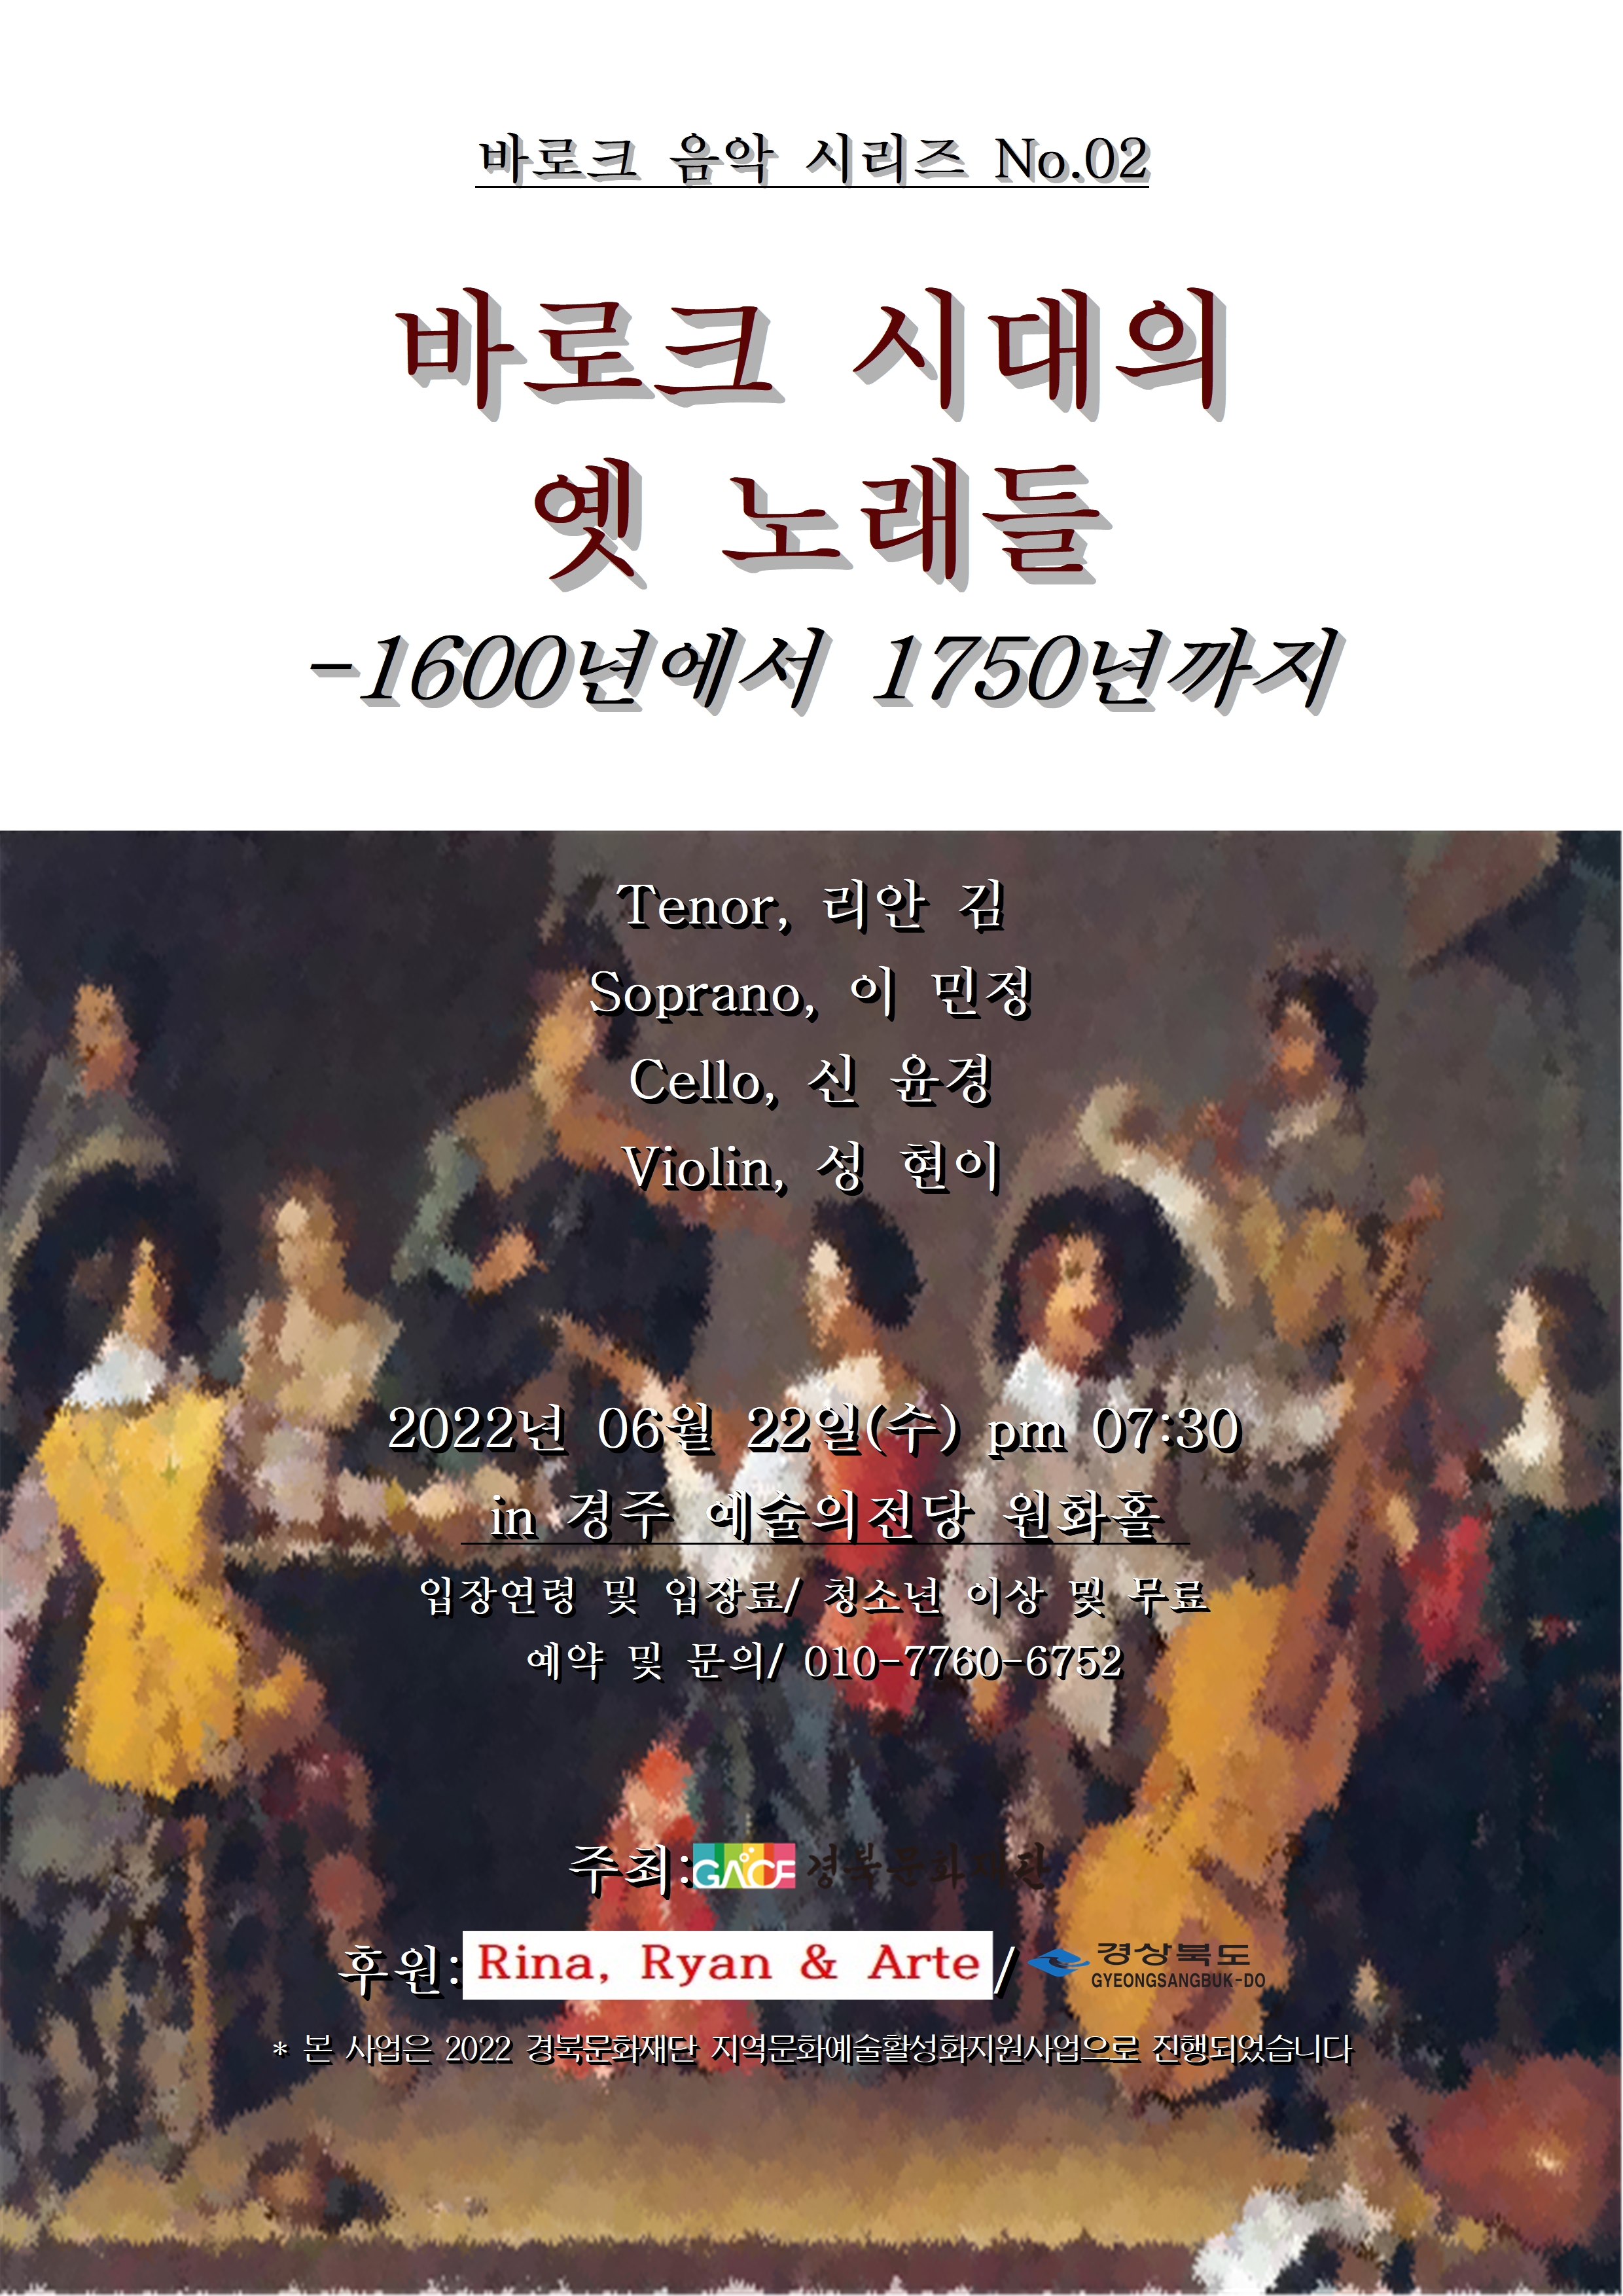 바로크 음악 시리즈 No.02
바로크 시대의
옛 노래들
-1600년에서 1750년까지
Tenor, 리안 김
Soprano, 이 민정
Cello, 신 윤경
Violin, 성 현이
2022년 06월 22일(수) pm 07:30
in 경주 예술의전당 원화홀
입장연령 및 입장료/ 청소년 이상 및 무료
예약 및 문의/ 010-7760-6752
주최: GACF 경북문화재단
후원: Rina, Ryan & Arte / 경상북도
GYEONGSANGBUK-DO
* 본 사업은 2022 경북문화재단 지역문화예술활성화지원사업으로 진행되었습니다